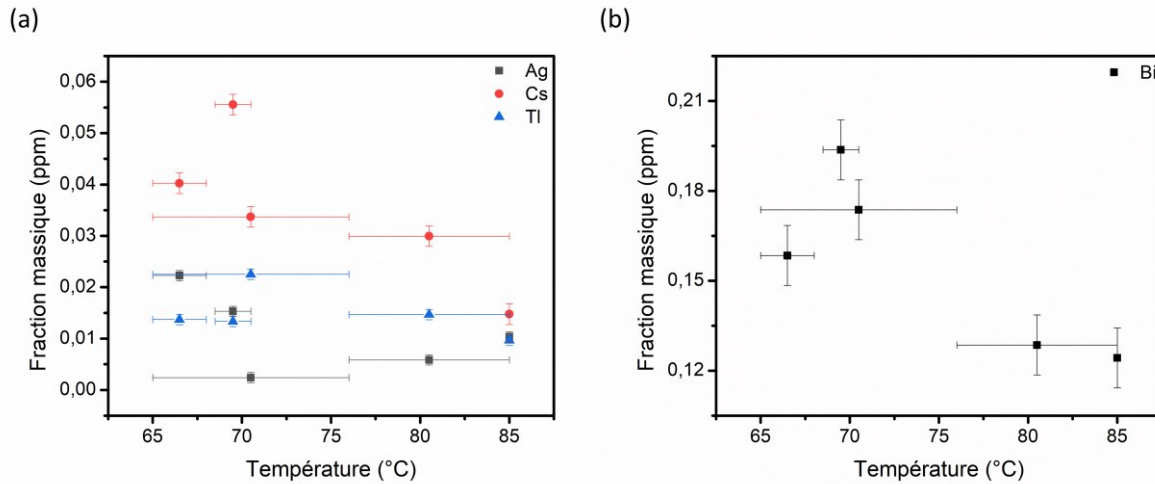 (a)
Fraction massique (ppm)
0,06
0,05
0,04
0,03
0,02
0,01
0,00
Ag
Cs
Tl
65
70
75
80
85
Température (°C)
(b)
Fraction massique (ppm)
0,21
0,18
0,15
0,12
Bi
65
70
75
80
85
Température (°C)